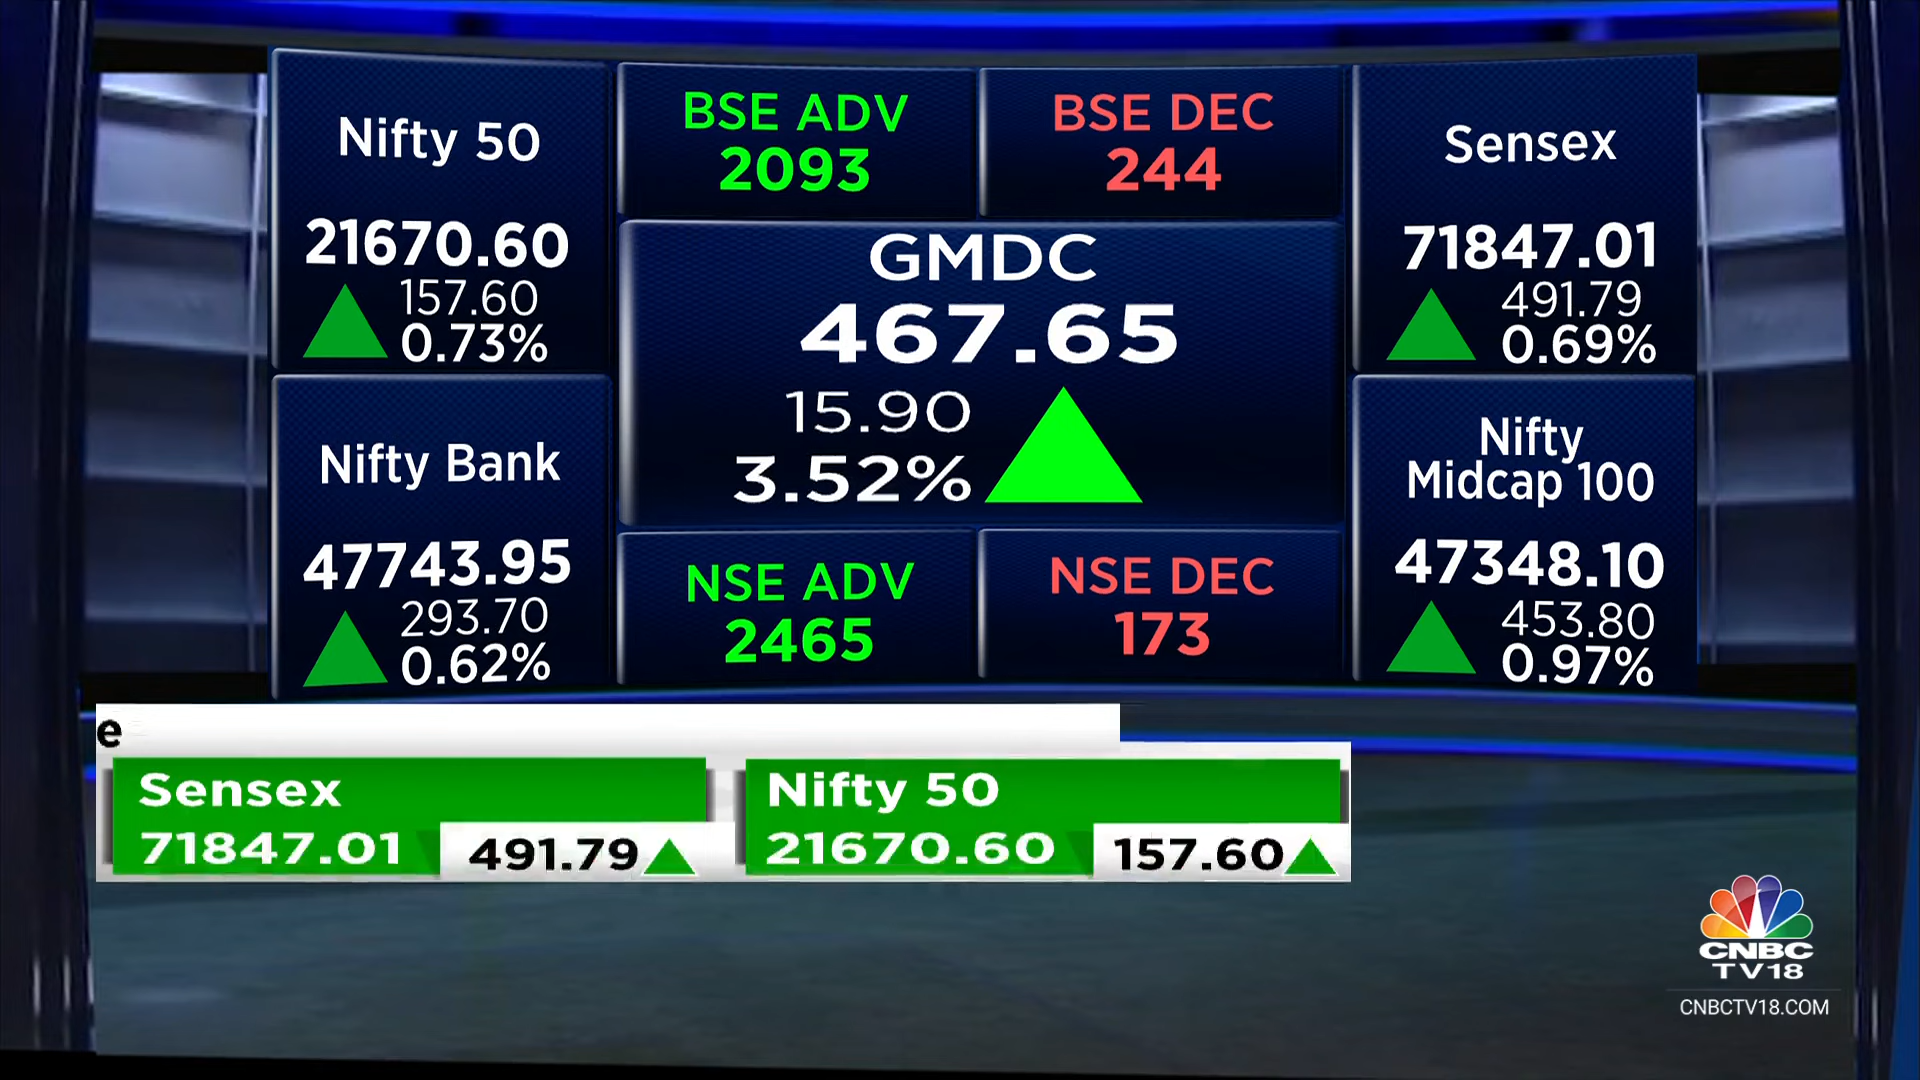 Nifty 50
21670.60
157.60
0.73%
BSE ADV
2093
BSE DEC
244
Sensex
71847.01
491.79
0.69%
GMDC
467.65
15.90
3.52%
Nifty Bank
47743.95
293.70
0.62%
NSE ADV
2465
NSE DEC
173
Nifty
Midcap 100
47348.10
453.80
0.97%
e
Sensex
71847.01 491.79
Nifty 50
21670.60 157.60
CNBC
TV18
CNBCTV18.COM